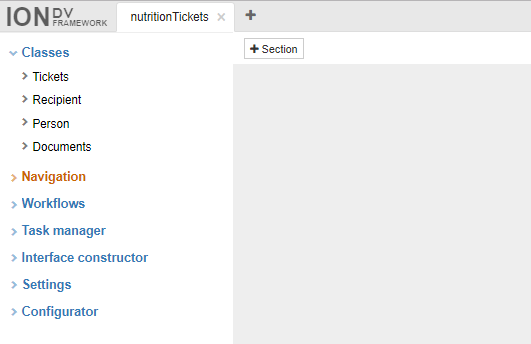 ION DV FRAMEWORK
nutritionTickets × +
+ Section
Classes
Tickets
Recipient
Person
Documents
Navigation
Workflows
Task manager
Interface constructor
Settings
Configurator